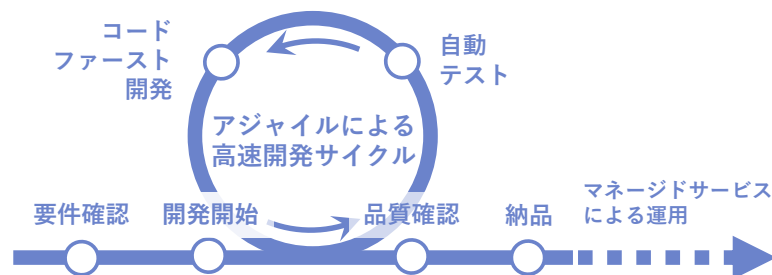 コード
ファースト
開発
自動
テスト
アジャイルによる
高速開発サイクル
要件確認
開発開始
品質確認
納品
マネージドサービス
による運用